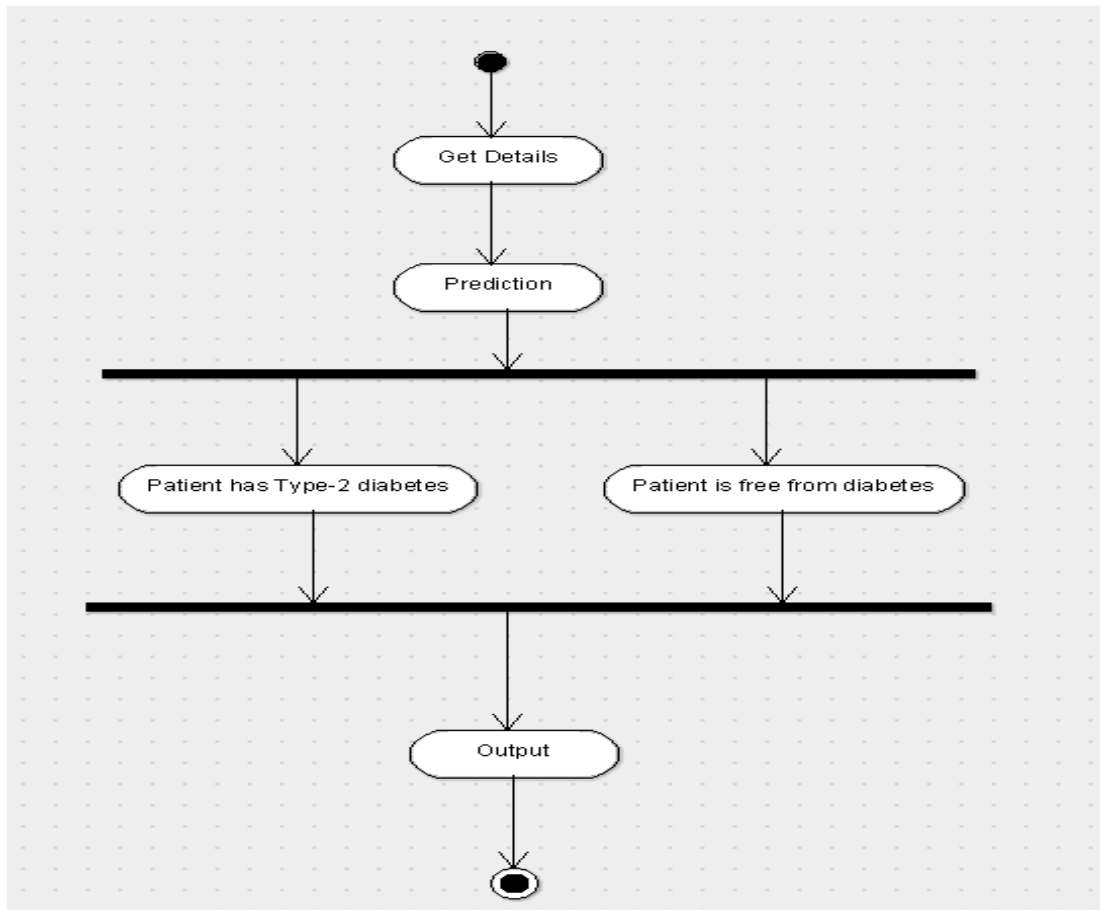 Get Details
Prediction
Patient has Type-2 diabetes
Patient is free from diabetes
Output